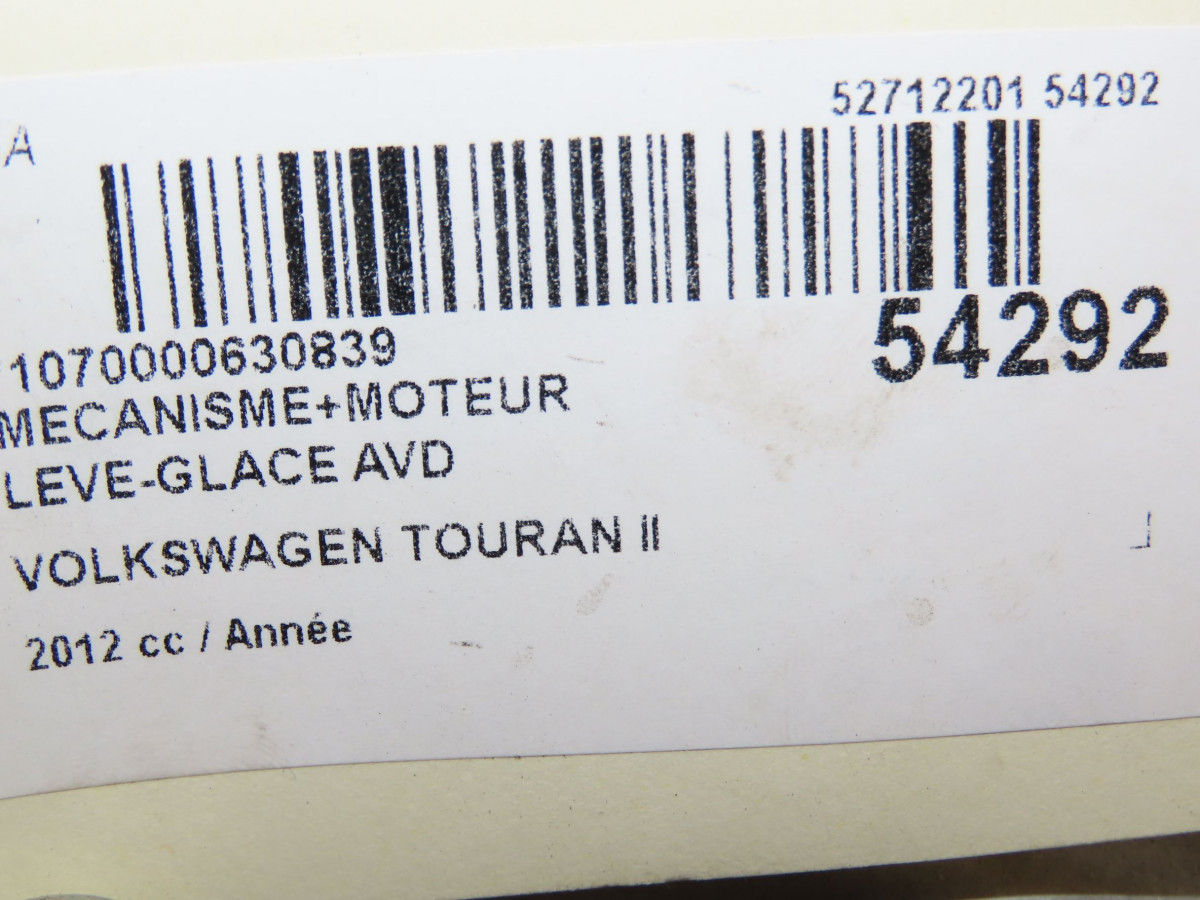 52712201 54292
A
1070000630839
54292
MECANISME+MOTEUR
LEVE-GLACE AVD
VOLKSWAGEN TOURAN II
2012 cc / Année